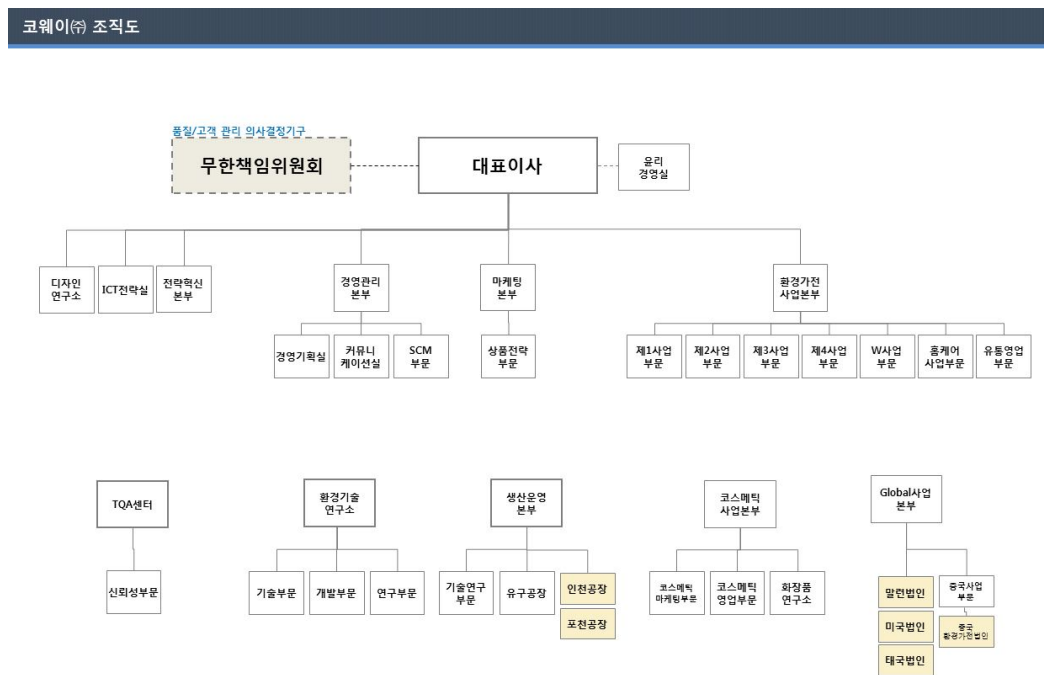 코웨이㈜ 조직도
품질/고객 관리 의사결정기구
무한책임위원회
대표이사
윤리
경영실
디자인
연구소
ICT전략실
전략혁신
본부
경영관리
본부
마케팅
본부
환경가전
사업본부
경영기획실
커뮤니
케이션실
SCM
부문
상품전략
부문
제1사업
부문
제2사업
부문
제3사업
부문
제4사업
부문
W사업
부문
홈케어
사업부문
유통영업
부문
TQA센터
환경기술
연구소
생산운영
본부
코스메틱
사업본부
Global사업
본부
신뢰성부문
기술부문
개발부문
연구부문
기술연구
부문
유구공장
인천공장
포천공장
코스메틱
마케팅부문
코스메틱
영업부문
화장품
연구소
말련법인
미국법인
태국법인
중국사업
부문
중국
환경가전법인